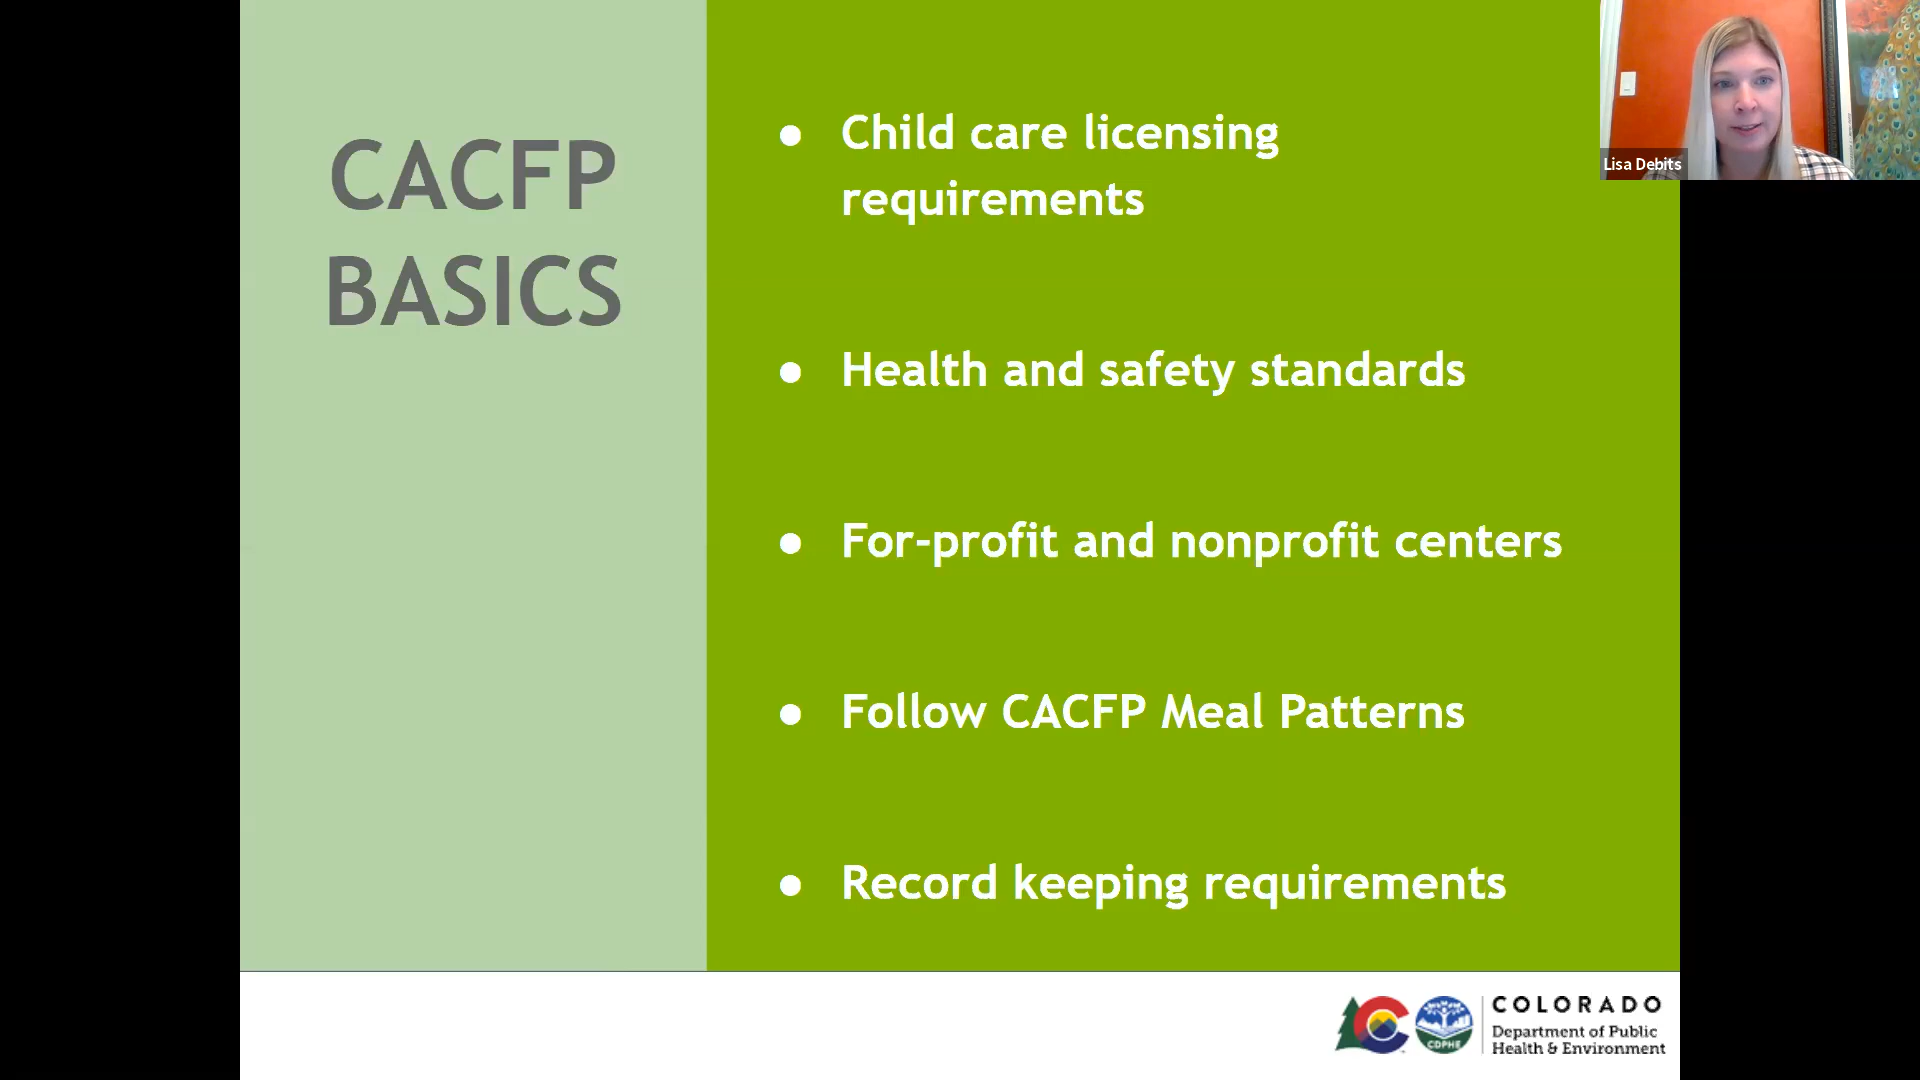 CACFP
BASICS
● Child care licensing
requirements
● Health and safety standards
● For-profit and nonprofit centers
● Follow CACFP Meal Patterns
● Record keeping requirements
Lisa Debits
CDPHE
COLORADO
Department of Public
Health & Environment